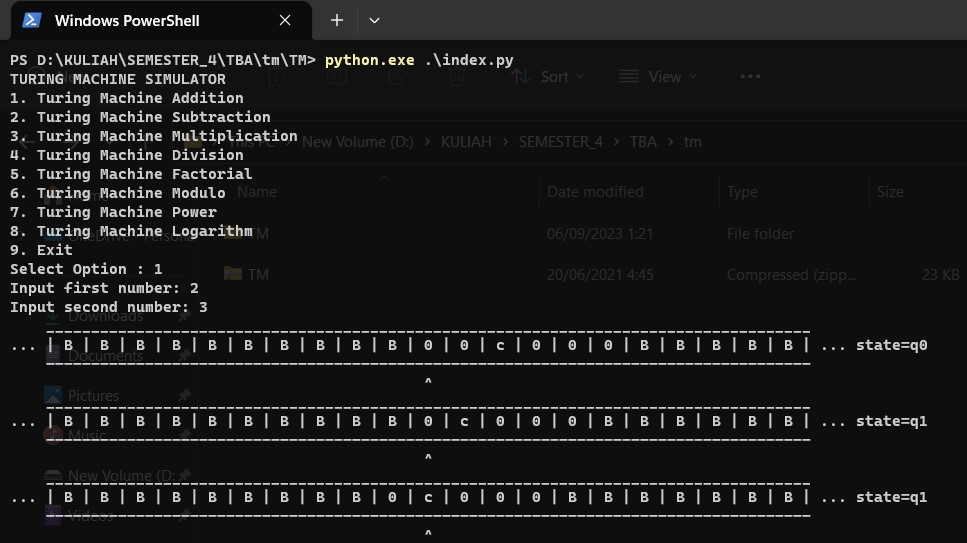 Windows PowerShell
PS D:\KULIAH\SEMESTER_4\TBA\tm\TM> python.exe .\index.py
TURING MACHINE SIMULATOR
1. Turing Machine Addition
2. Turing Machine Subtraction
3. Turing Machine Multiplication
4. Turing Machine Division
5. Turing Machine Factorial
6. Turing Machine Modulo
7. Turing Machine Power
8. Turing Machine Logarithm
9. Exit
Select Option : 1
Input first number: 2
Input second number: 3
... | B | B | B | B | B | B | B | B | B | B | 0 | 0 | c | 0 | 0 | 0 | B | B | B | B | B | ... state=q0
^
... | B | B | B | B | B | B | B | B | B | B | 0 | c | 0 | 0 | 0 | B | B | B | B | B | B | ... state=q1
^
... | B | B | B | B | B | B | B | B | B | 0 | c | 0 | 0 | 0 | B | B | B | B | B | B | B | ... state=q1
^
Sort
View
This PC
New Volume (D:)
KULIAH
SEMESTER_4
TBA
tm
Name
Date modified
Type
Size
TM
06/09/2023 1:21
File folder
TM
20/06/2021 4:45
Compressed (zipp...
23 KB
Downloads
Documents
Pictures
Music
New Volume (D:
Videos